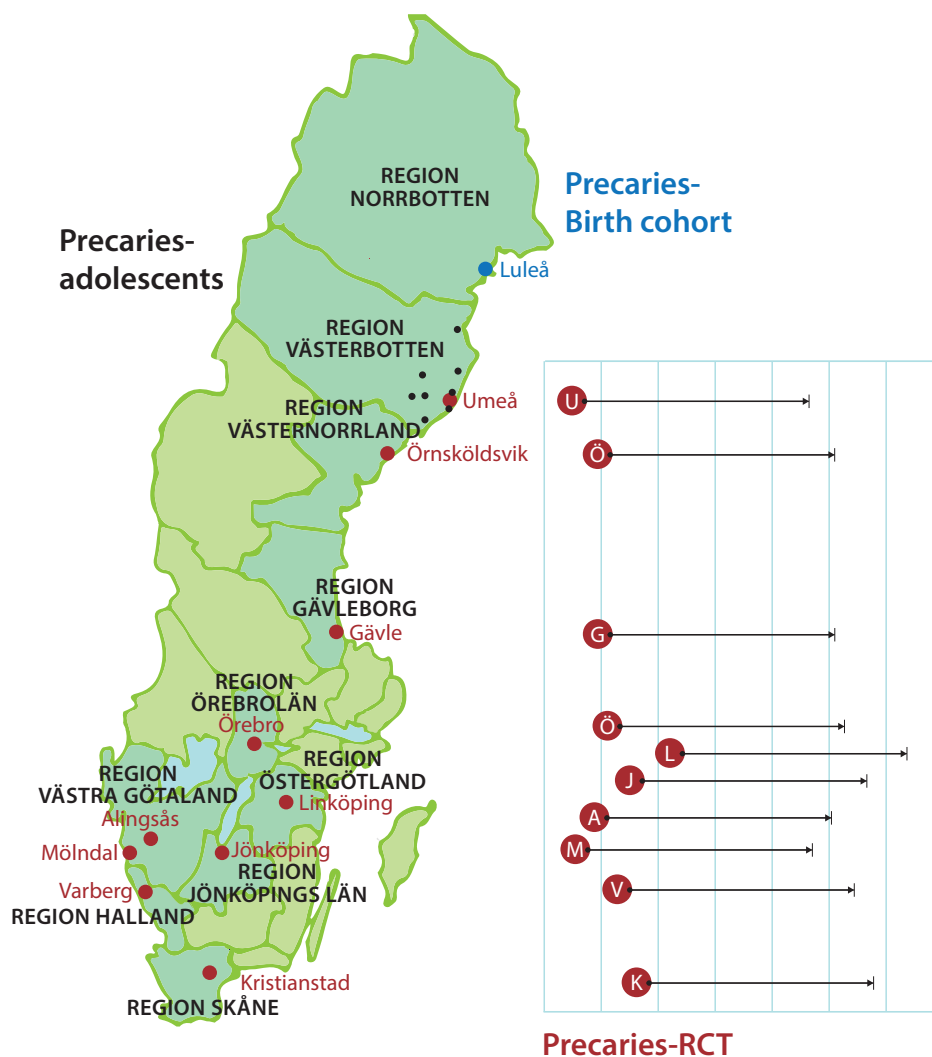 REGION
NORRBOTTEN
Precaries-
Birth cohort
Precaries-
adolescents
Luleå
REGION
VÄSTERBOTTEN
Umeå
REGION
VÄSTERNORRLAND
Örnsköldsvik
REGION
GÄVLEBORG
Gävle
REGION
ÖREBROLÄN
Örebro
REGION
ÖSTERGÖTLAND
REGION
VÄSTRA GÖTALAND
Linköping
Alingsås
Mölndal
Jönköping
REGION
JÖNKÖPINGS LÄN
Varberg
REGION HALLAND
Kristianstad
REGION SKÅNE
U
Ö
G
Ö
L
J
A
M
V
K
Precaries-RCT